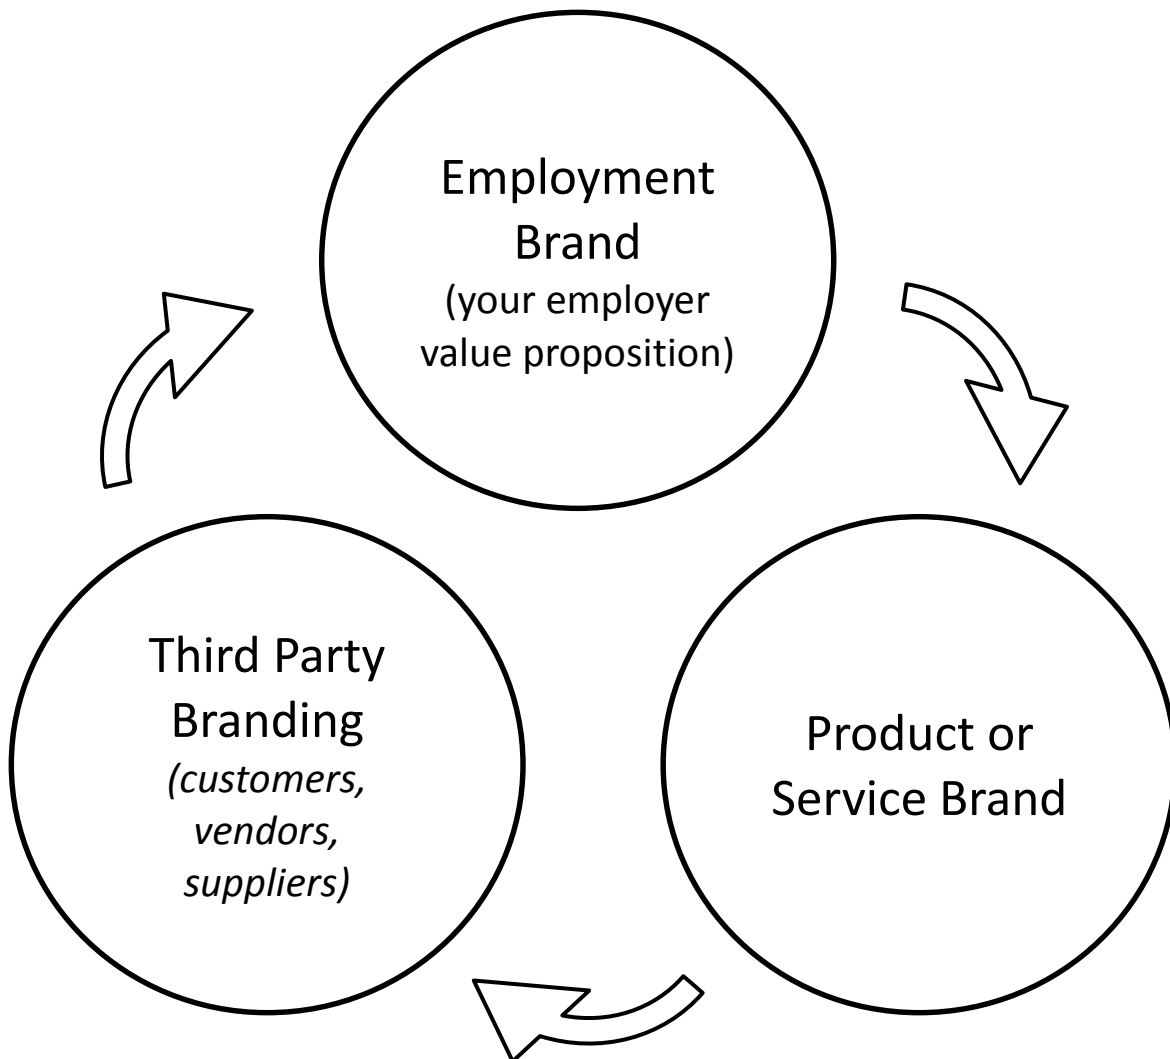 Employment
Brand
(your employer
value proposition)
Third Party
Branding
(customers,
vendors,
suppliers)
Product or
Service Brand